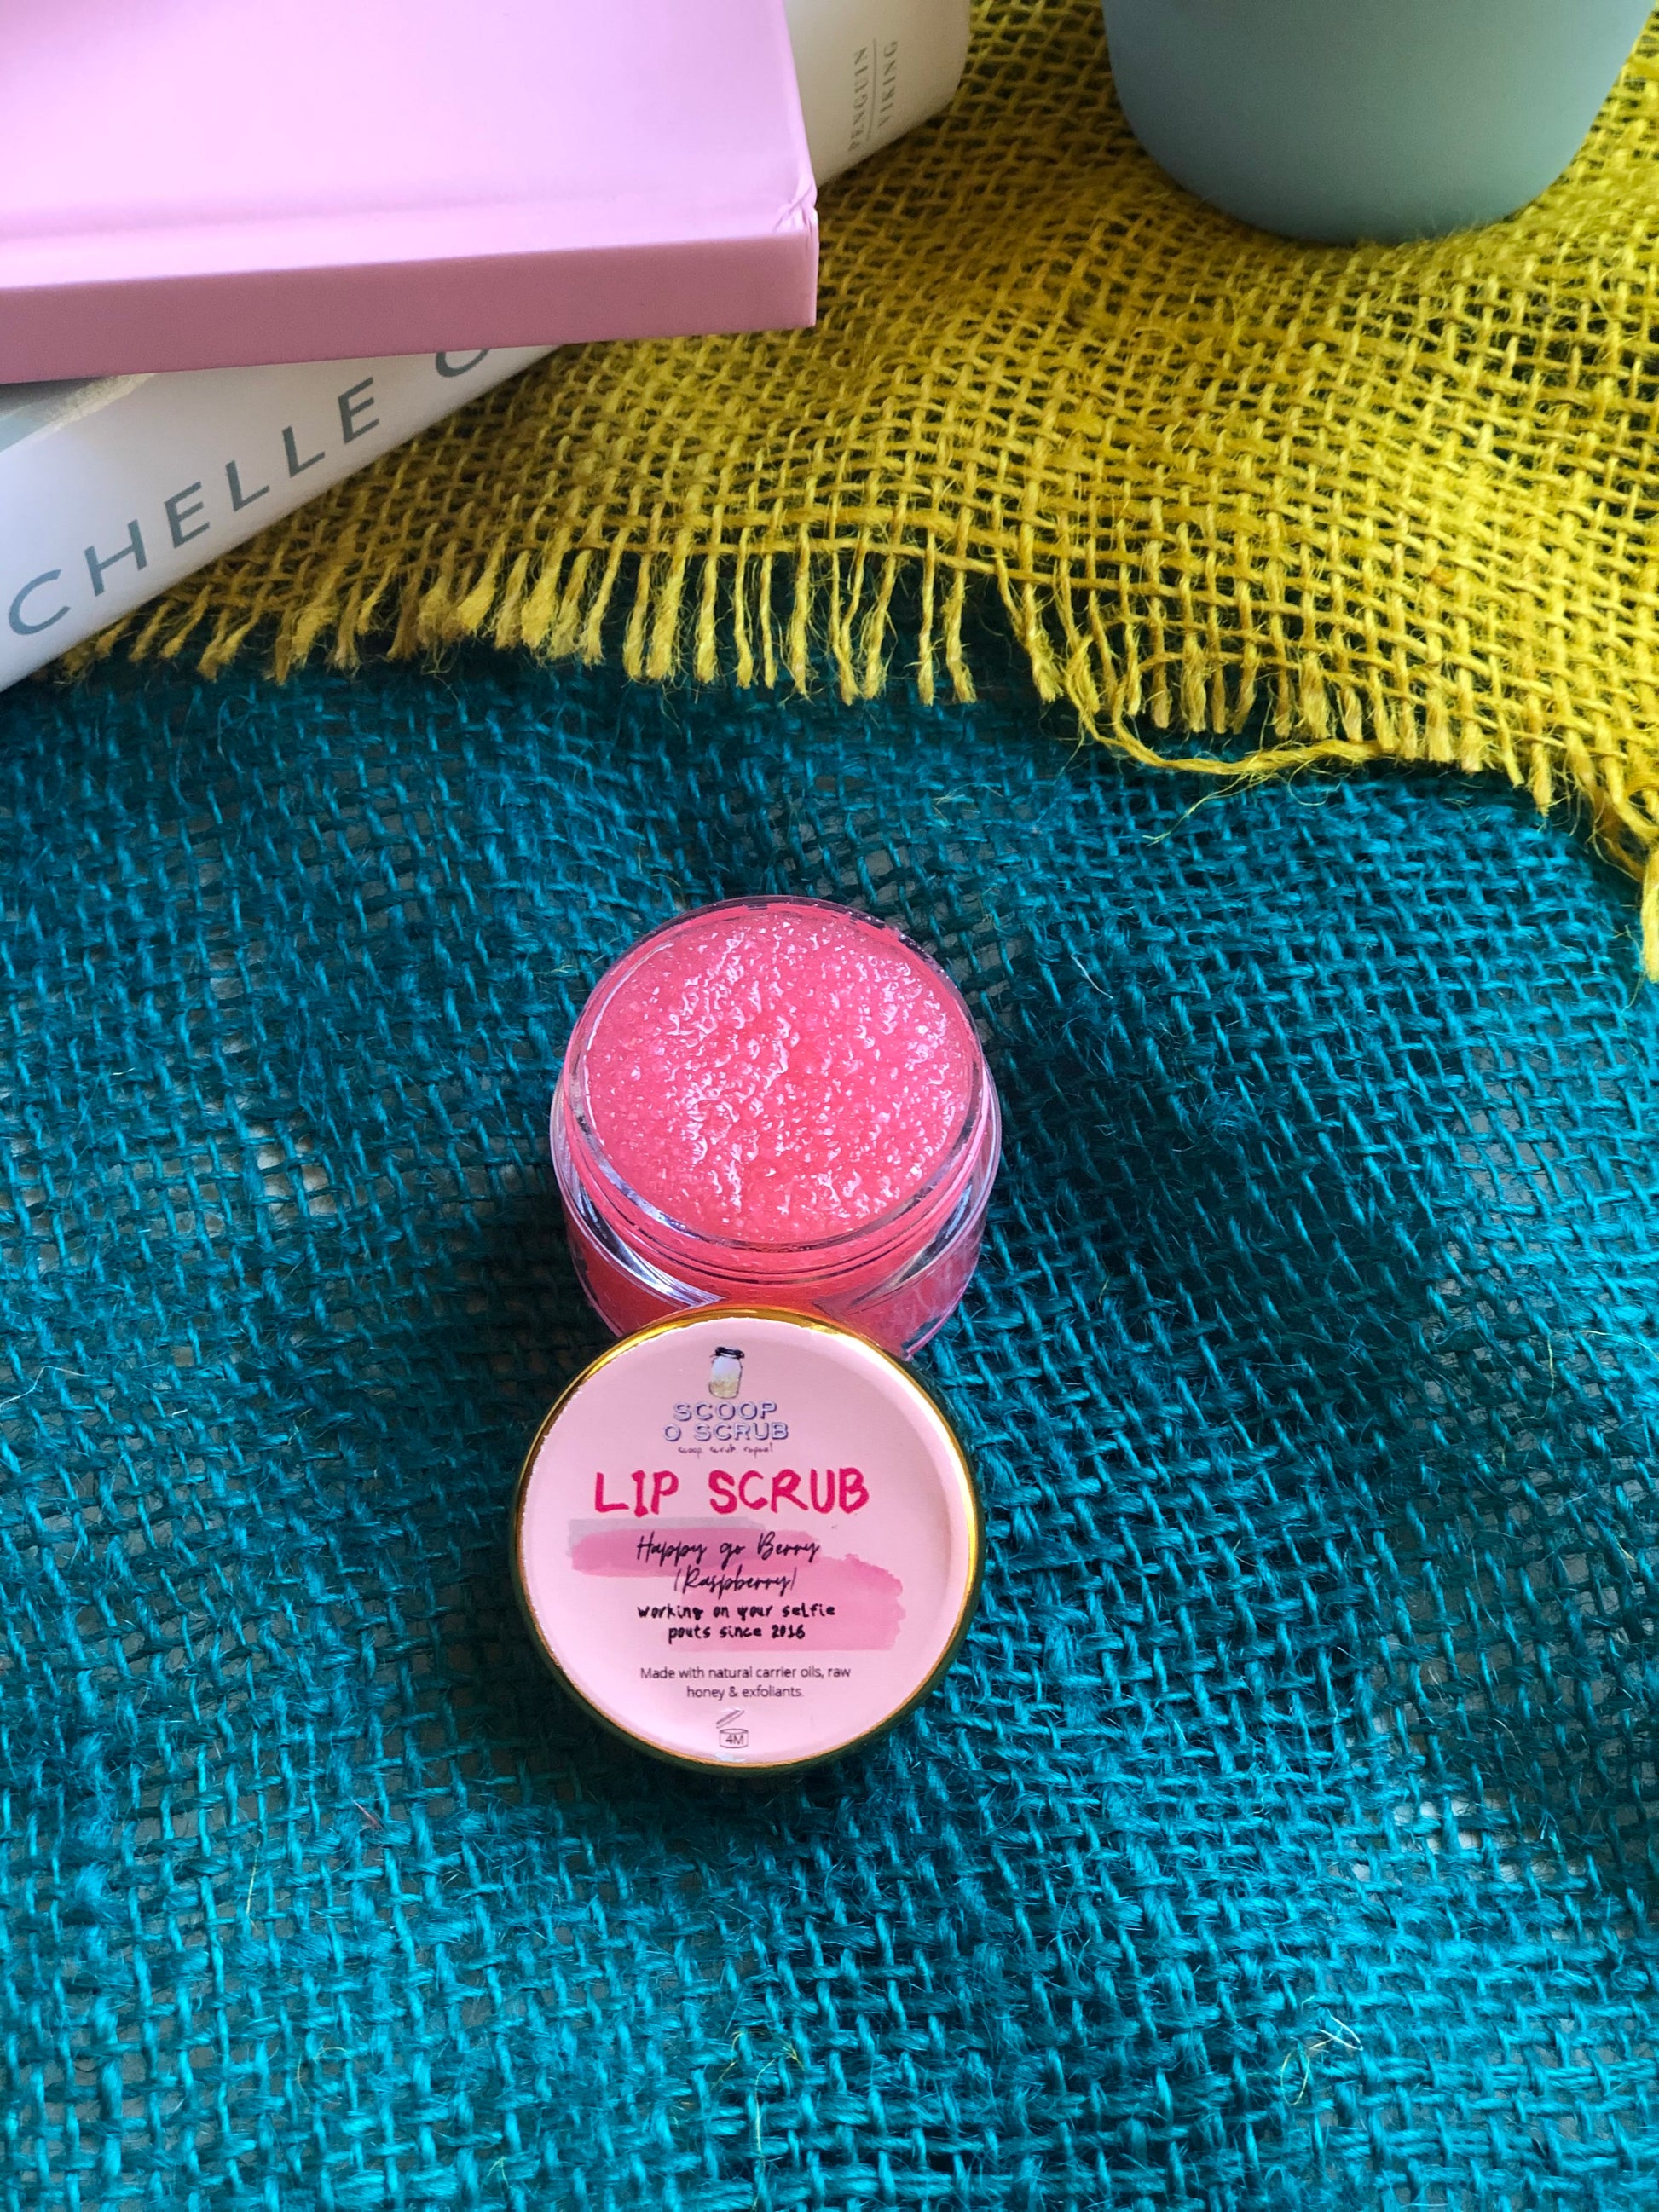 PENGUIN
VIKING
CHELLE O
SCOOP
O SCRUB
scoop scrub repeat
LIP SCRUB
Happy go Berry
(Raspberry)
working on your selfie
pouts since 2016
Made with natural carrier oils, raw
honey & exfoliants.
4M